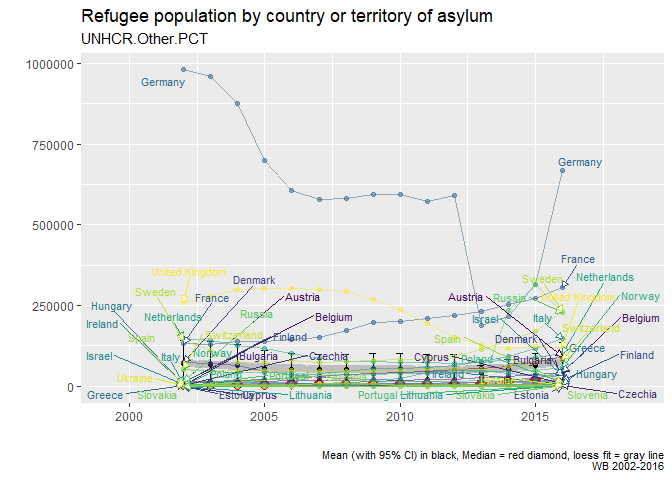 Refugee population by country or territory of asylum
UNHCR.Other.PCT
1000000
Germany
750000
Germany
500000
France
United Kingdom
Sweden
Netherlands
Denmark
Sweden
250000
Hungary
France
Austria
Austria
Russia
United Kingdom
Norway
Ireland
Netherlands
Russia
Belgium
Israel
Italy
Belgium
Spain
Switzerland
Finland
Spain
Denmark
Switzerland
Israel
Italy
Norway
Bulgaria
Czechia
Cyprus
Poland
Bulgaria
Greece
Finland
Ukraine
Poland
Ireland
Hungary
0
Greece
Slovakia
Estonia
Cyprus
Lithuania
Portugal
Lithuania
Estonia
Slovenia
Czechia
2000
2005
2010
2015
Mean (with 95% CI) in black, Median = red diamond, loess fit = gray line
WB 2002-2016